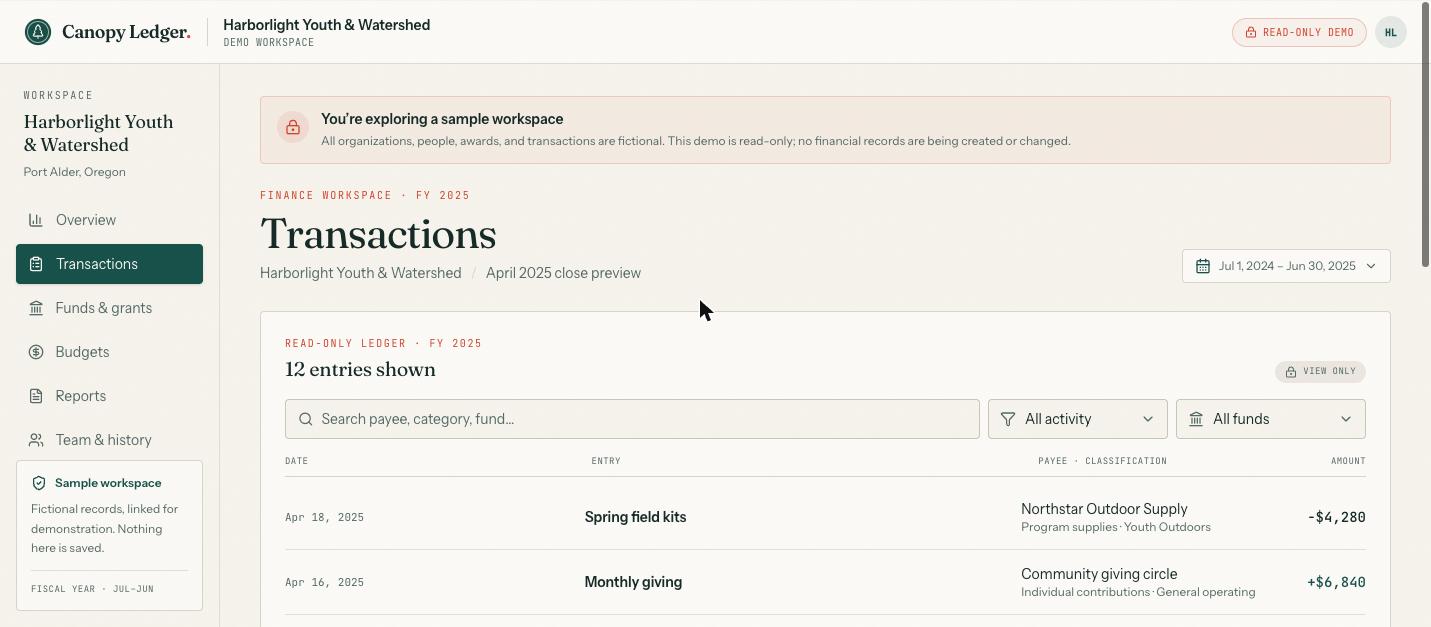 Canopy Ledger.
Harborlight Youth & Watershed
DEMO WORKSPACE
READ-ONLY DEMO
HL
WORKSPACE
Harborlight Youth
& Watershed
Port Alder, Oregon
Overview
Transactions
Funds & grants
Budgets
Reports
Team & history
Sample workspace
Fictional records, linked for
demonstration. Nothing
here is saved.
FISCAL YEAR · JUL–JUN
You're exploring a sample workspace
All organizations, people, awards, and transactions are fictional. This demo is read-only; no financial records are being created or changed.
FINANCE WORKSPACE · FY 2025
Transactions
Harborlight Youth & Watershed / April 2025 close preview
Jul 1, 2024 – Jun 30, 2025
READ-ONLY LEDGER · FY 2025
12 entries shown
VIEW ONLY
Search payee, category, fund...
All activity
All funds
DATE ENTRY PAYEE · CLASSIFICATION AMOUNT
Apr 18, 2025 Spring field kits Northstar Outdoor Supply -$4,280
Program supplies · Youth Outdoors
Apr 16, 2025 Monthly giving Community giving circle +$6,840
Individual contributions · General operating